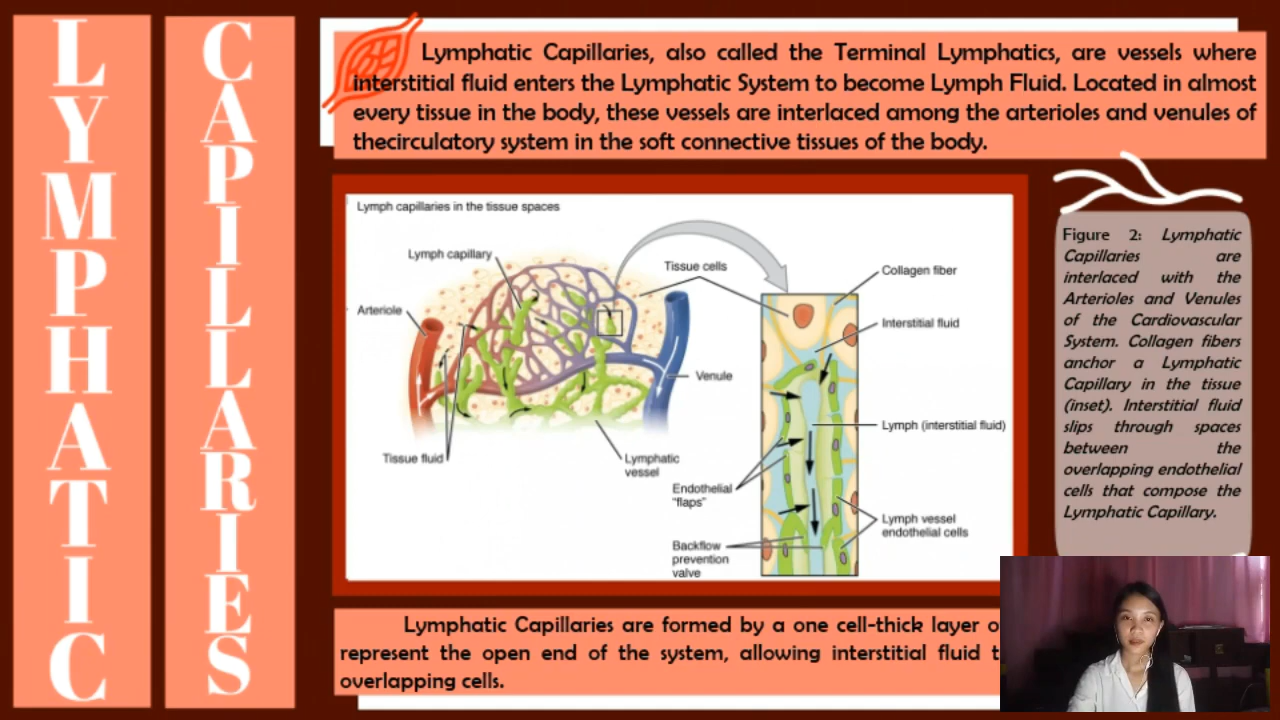 LYMPHATIC
CAPILLARIES
Lymphatic Capillaries, also called the Terminal Lymphatics, are vessels where
interstitial fluid enters the Lymphatic System to become Lymph Fluid. Located in almost
every tissue in the body, these vessels are interlaced among the arterioles and venules of
thecirculatory system in the soft connective tissues of the body.
Lymph capillaries in the tissue spaces
Lymph capillary
Arteriole
Tissue cells
Venule
Tissue fluid
Lymphatic
vessel
Collagen fiber
Interstitial fluid
Lymph (interstitial fluid)
Endothelial
"flaps"
Lymph vessel
endothelial cells
Backflow
prevention
valve
Figure 2: Lymphatic
Capillaries are
interlaced with the
Arterioles and Venules
of the Cardiovascular
System. Collagen fibers
anchor a Lymphatic
Capillary in the tissue
(inset). Interstitial fluid
slips through spaces
between the
overlapping endothelial
cells that compose the
Lymphatic Capillary.
Lymphatic Capillaries are formed by a one cell-thick layer
represent the open end of the system, allowing interstitial fluid
overlapping cells.